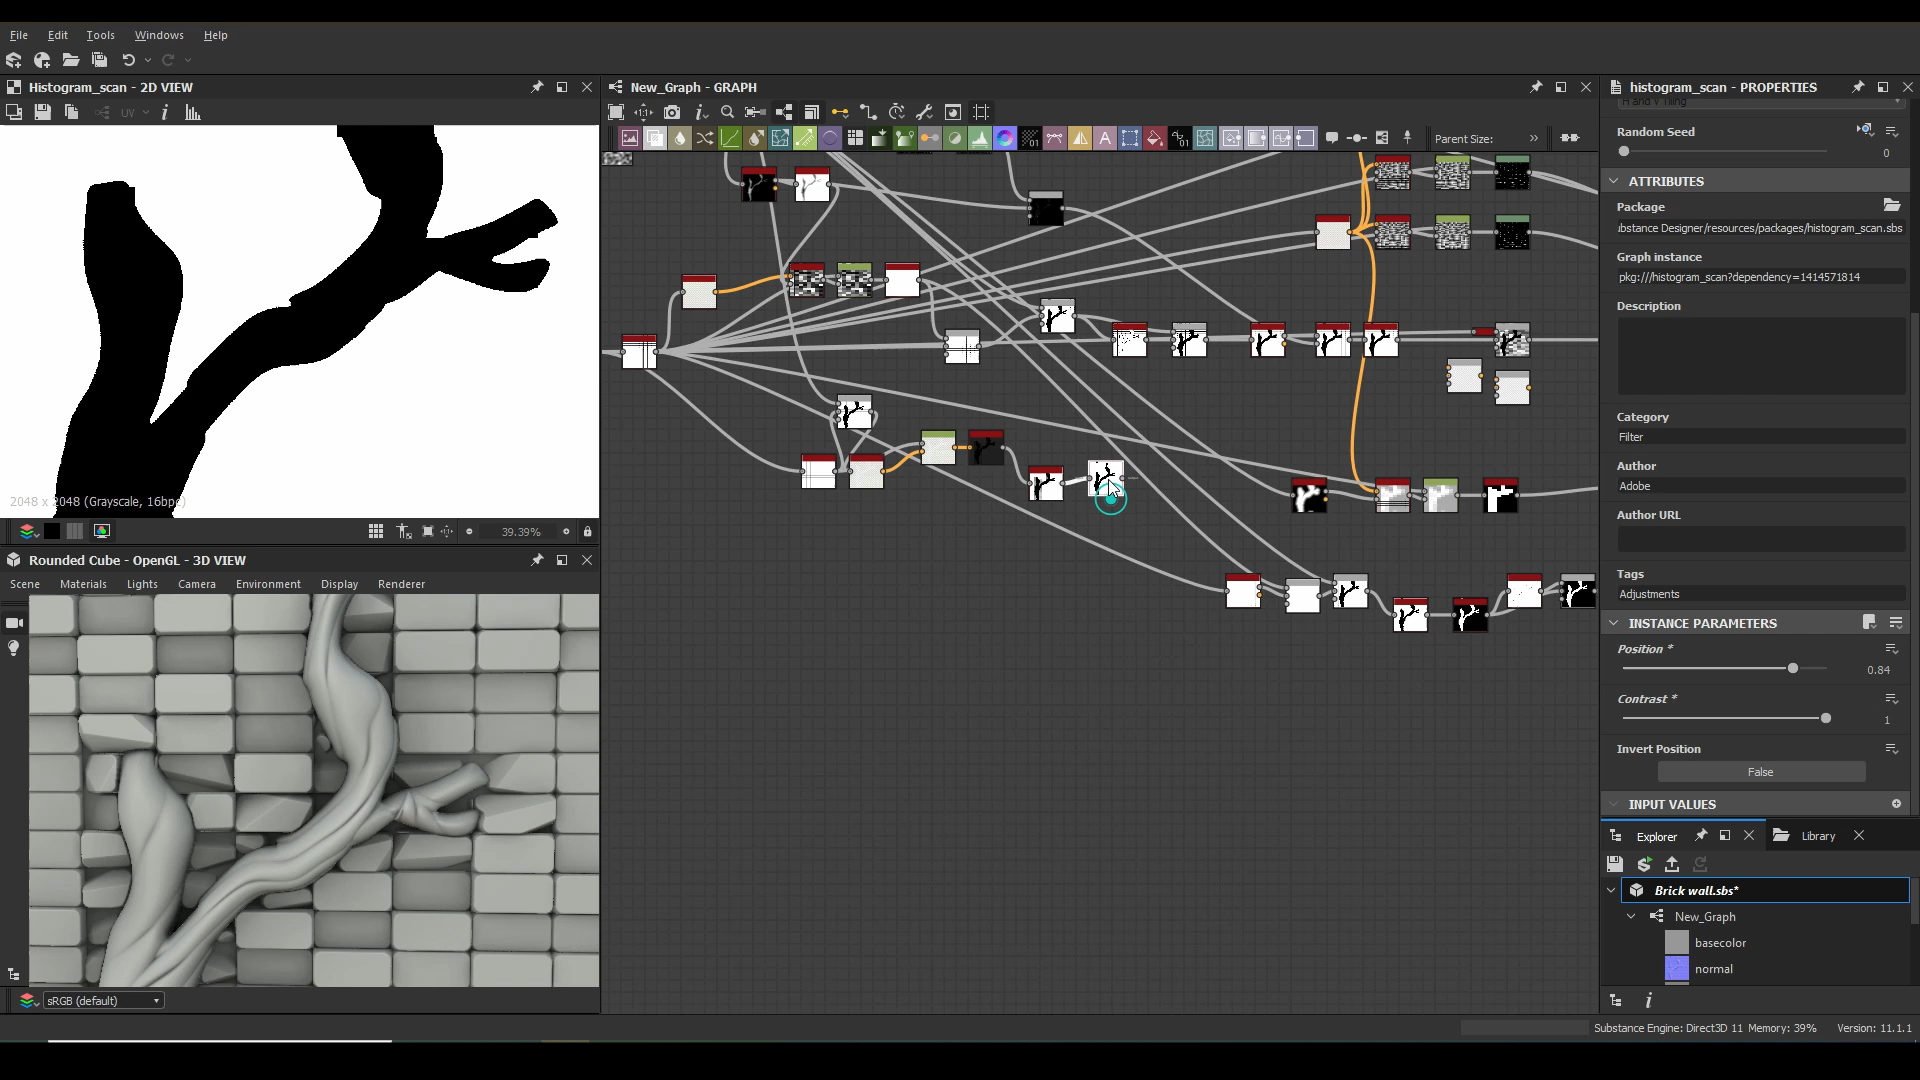 File Edit Tools Windows Help
Histogram_scan - 2D VIEW
UV
2048 x 2048 (Grayscale, 16bpc)
39.39%
Rounded Cube - OpenGL - 3D VIEW
Scene Materials Lights Camera Environment Display Renderer
sRGB (default)
New_Graph - GRAPH
Parent Size:
histogram_scan - PROPERTIES
H and V Tiling
Random Seed
0
ATTRIBUTES
Package
ubstance Designer/resources/packages/histogram_scan.sbs
Graph instance
pkg:///histogram_scan?dependency=1414571814
Description
Category
Filter
Author
Adobe
Author URL
Tags
Adjustments
INSTANCE PARAMETERS
Position *
0.84
Contrast *
1
Invert Position
False
INPUT VALUES
Explorer Library
Brick wall.sbs*
New_Graph
basecolor
normal
Substance Engine: Direct3D 11 Memory: 39% Version: 11.1.1